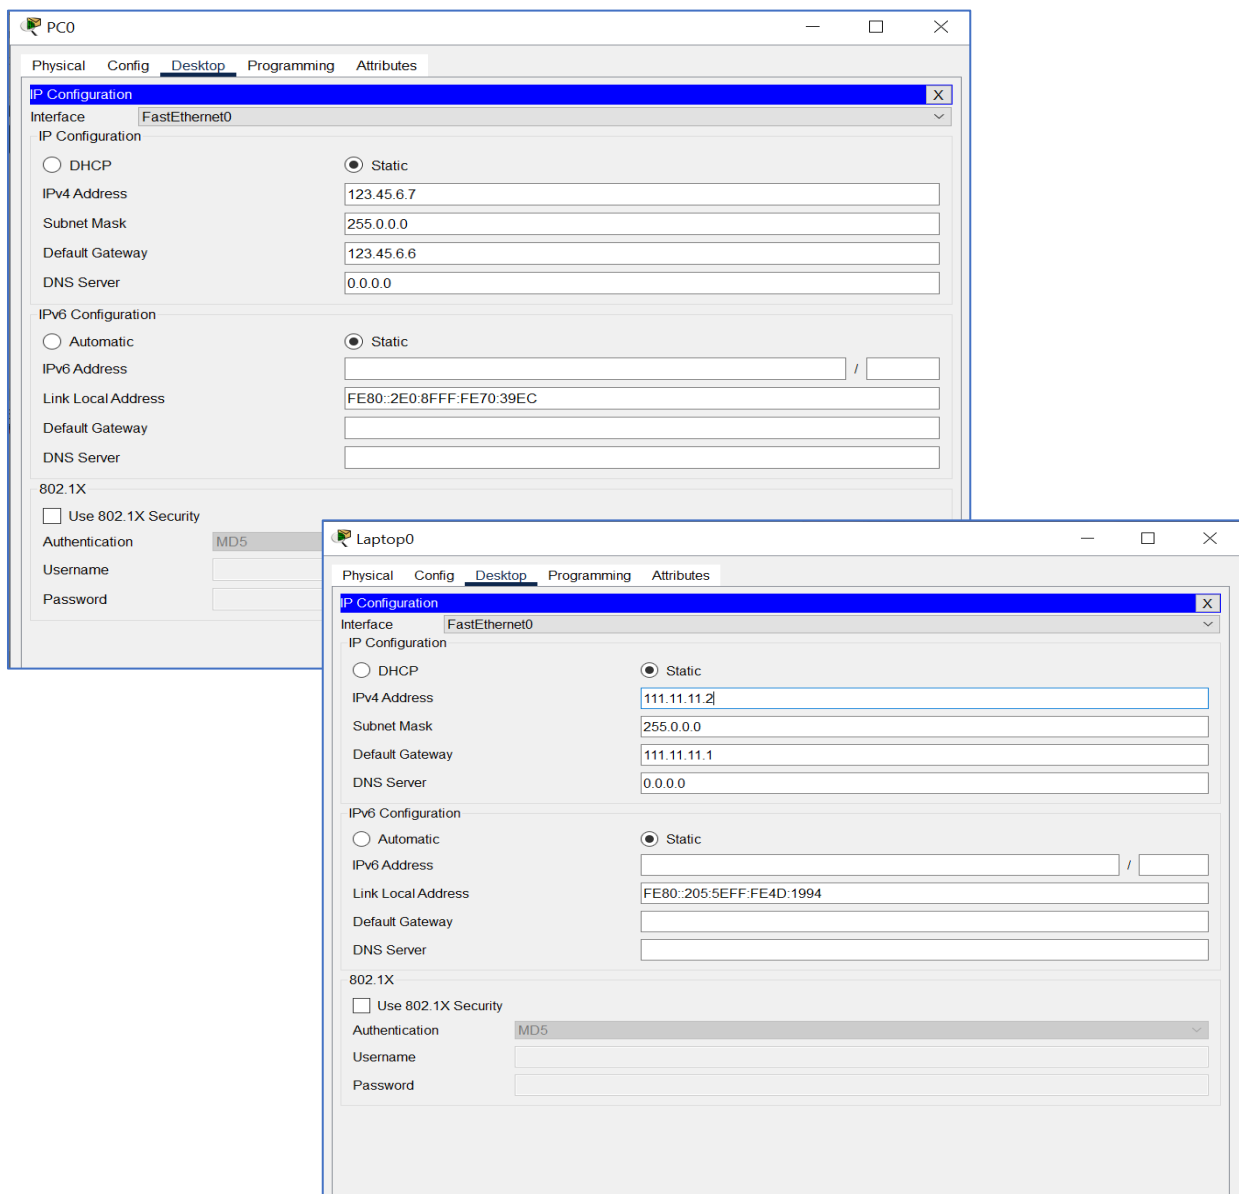 PC0
Physical Config Desktop Programming Attributes
IP Configuration X
Interface FastEthernet0
IP Configuration
DHCP Static
IPv4 Address 123.45.6.7
Subnet Mask 255.0.0.0
Default Gateway 123.45.6.6
DNS Server 0.0.0.0
IPv6 Configuration
Automatic Static
IPv6 Address /
Link Local Address FE80::2E0:8FFF:FE70:39EC
Default Gateway
DNS Server
802.1X
Use 802.1X Security
Authentication MD5
Username
Password
Laptop0
Physical Config Desktop Programming Attributes
IP Configuration X
Interface FastEthernet0
IP Configuration
DHCP Static
IPv4 Address 111.11.11.2
Subnet Mask 255.0.0.0
Default Gateway 111.11.11.1
DNS Server 0.0.0.0
IPv6 Configuration
Automatic Static
IPv6 Address /
Link Local Address FE80::205:5EFF:FE4D:1994
Default Gateway
DNS Server
802.1X
Use 802.1X Security
Authentication MD5
Username
Password